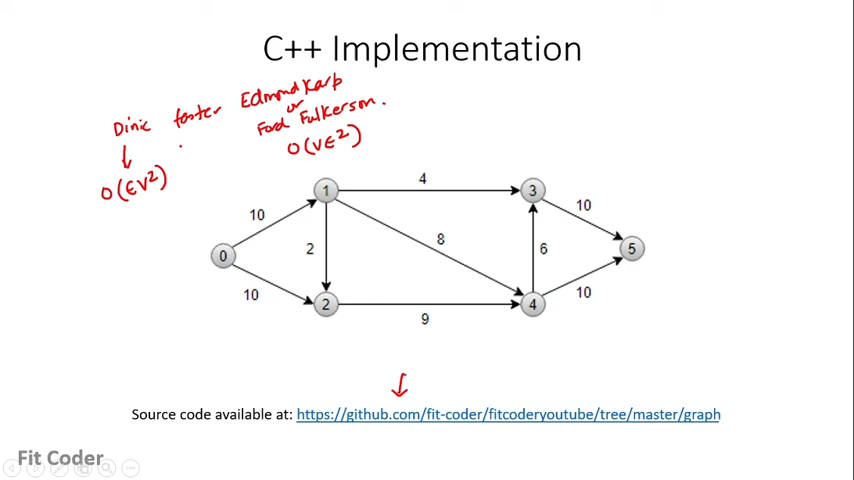 C++ Implementation
Dinic faster Edmond Karp
or
Ford Fulkerson.
O(EV²)
O(VE²)
1
4
3
10
10
0
2
8
6
5
10
10
2
9
4
Source code available at: https://github.com/fit-coder/fitcoderyoutube/tree/master/graph
Fit Coder